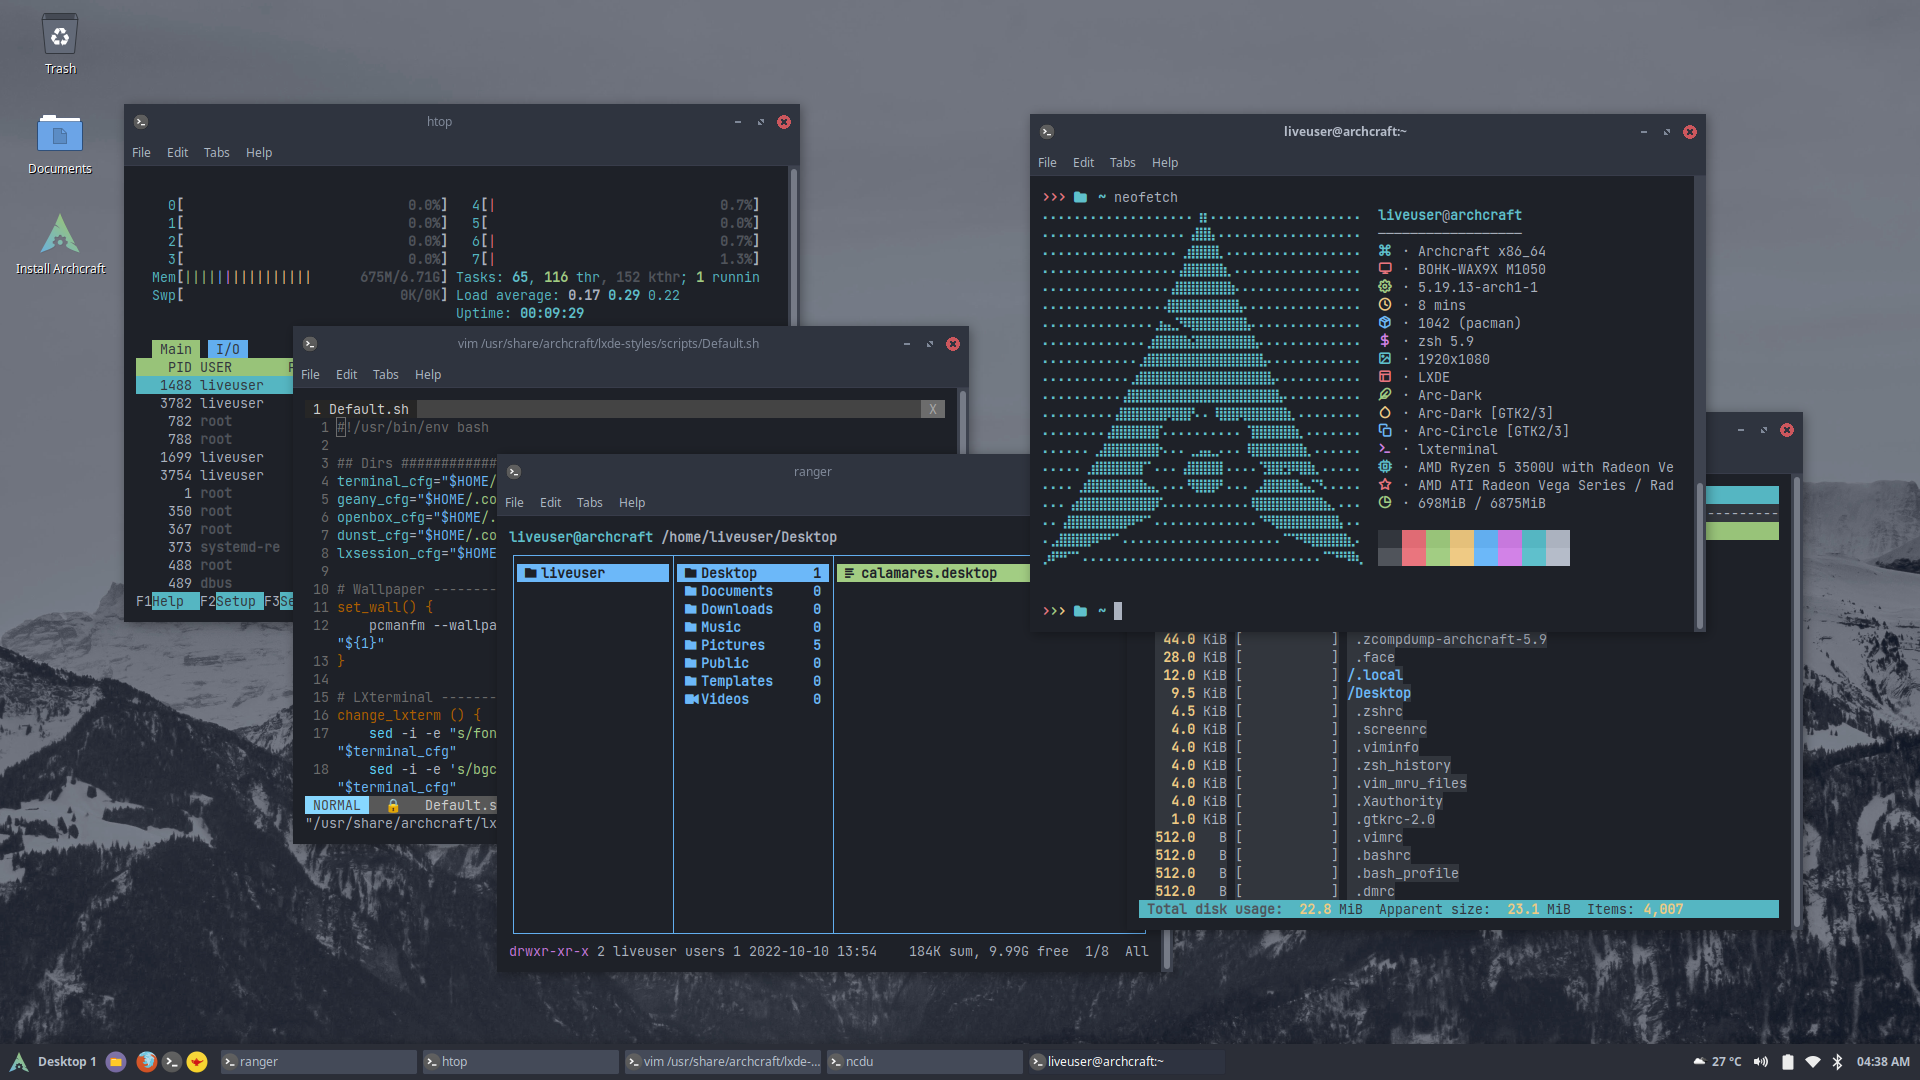 Trash
Documents
Install Archcraft
htop
File Edit Tabs Help
0[ 0.0%] 4[| 0.7%]
1[ 0.0%] 5[ 0.0%]
2[ 0.0%] 6[| 0.7%]
3[ 0.0%] 7[| 1.3%]
Mem[|||||||||||||||| 675M/6.71G] Tasks: 65, 116 thr, 152 kthr; 1 runnin
Swp[ 0K/0K] Load average: 0.17 0.29 0.22
Uptime: 00:09:29
Main I/O
PID USER
1488 liveuser
3782 liveuser
782 root
788 root
1699 liveuser
3754 liveuser
1 root
350 root
367 root
373 systemd-re
488 root
489 dbus
F1Help F2Setup F3Se
vim /usr/share/archcraft/lxde-styles/scripts/Default.sh
File Edit Tabs Help
1 Default.sh X
1 #!/usr/bin/env bash
2
3 ## Dirs ############
4 terminal_cfg="$HOME/
5 geany_cfg="$HOME/.co
6 openbox_cfg="$HOME/.
7 dunst_cfg="$HOME/.co
8 lxsession_cfg="$HOME
9
10 # Wallpaper --------
11 set_wall() {
12 pcmanfm --wallpa
"${1}"
13 }
14
15 # LXterminal -------
16 change_lxterm () {
17 sed -i -e "s/fon
"$terminal_cfg"
18 sed -i -e 's/bgc
"$terminal_cfg"
NORMAL Default.s
"/usr/share/archcraft/lx
ranger
File Edit Tabs Help
liveuser@archcraft /home/liveuser/Desktop
liveuser
Desktop 1
Documents 0
Downloads 0
Music 0
Pictures 5
Public 0
Templates 0
Videos 0
calamares.desktop
drwxr-xr-x 2 liveuser users 1 2022-10-10 13:54 184K sum, 9.99G free 1/8 All
liveuser@archcraft:~
File Edit Tabs Help
>>> ~ neofetch
liveuser@archcraft
──────────────────
· Archcraft x86_64
· BOHK-WAX9X M1050
· 5.19.13-arch1-1
· 8 mins
· 1042 (pacman)
· zsh 5.9
· 1920x1080
· LXDE
· Arc-Dark
· Arc-Dark [GTK2/3]
· Arc-Circle [GTK2/3]
· lxterminal
· AMD Ryzen 5 3500U with Radeon Ve
· AMD ATI Radeon Vega Series / Rad
· 698MiB / 6875MiB
>>> ~
---------
44.0 KiB [ ] .zcompdump-archcraft-5.9
28.0 KiB [ ] .face
12.0 KiB [ ] /.local
9.5 KiB [ ] /Desktop
4.5 KiB [ ] .zshrc
4.0 KiB [ ] .screenrc
4.0 KiB [ ] .viminfo
4.0 KiB [ ] .zsh_history
4.0 KiB [ ] .vim_mru_files
4.0 KiB [ ] .Xauthority
1.0 KiB [ ] .gtkrc-2.0
512.0 B [ ] .vimrc
512.0 B [ ] .bashrc
512.0 B [ ] .bash_profile
512.0 B [ ] .dmrc
Total disk usage: 22.8 MiB Apparent size: 23.1 MiB Items: 4,007
Desktop 1 ranger htop vim /usr/share/archcraft/lxde-... ncdu liveuser@archcraft:~ 27 °C 04:38 AM